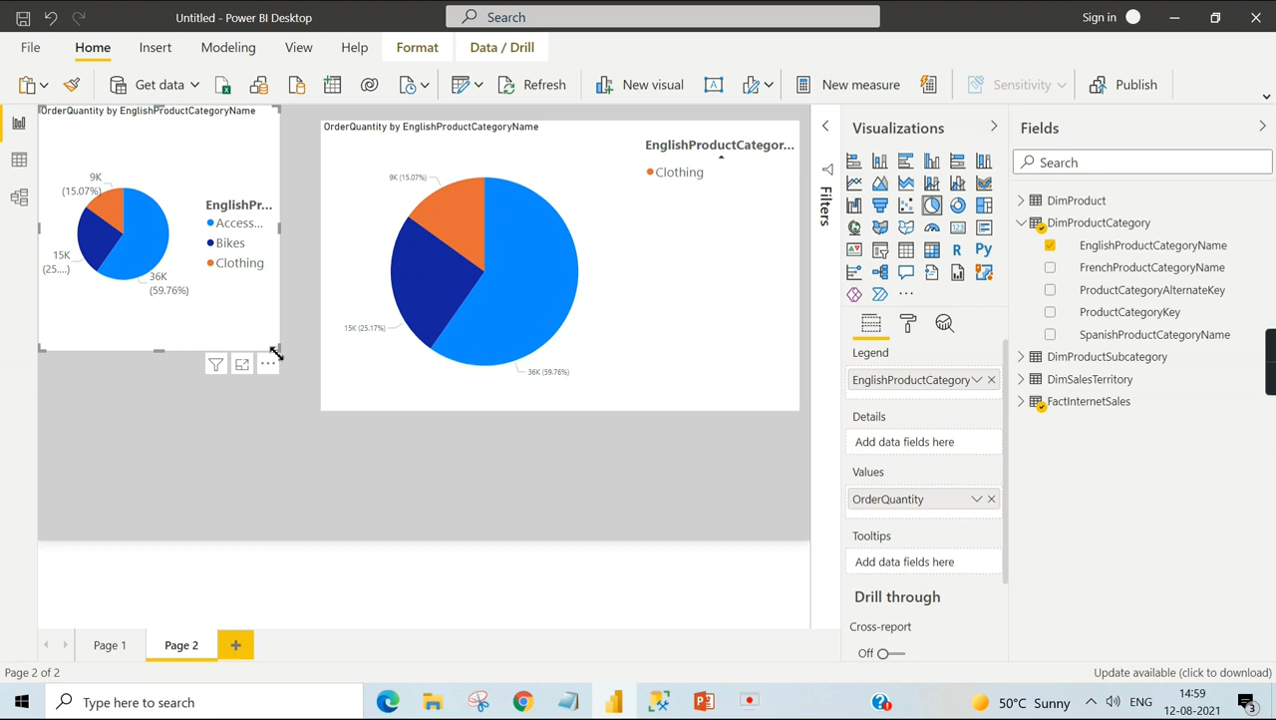 Untitled - Power BI Desktop
Search
Sign in
File
Home
Insert
Modeling
View
Help
Format
Data / Drill
Get data
Refresh
New visual
New measure
Sensitivity
Publish
OrderQuantity by EnglishProductCategoryName
9K
(15.07%)
15K
(25....)
36K
(59.76%)
EnglishPr...
Access...
Bikes
Clothing
OrderQuantity by EnglishProductCategoryName
EnglishProductCategor...
Clothing
9K (15.07%)
15K (25.17%)
36K (59.76%)
Filters
Visualizations
R
Py
Legend
EnglishProductCategory
Details
Add data fields here
Values
OrderQuantity
Tooltips
Add data fields here
Drill through
Cross-report
Off
Fields
Search
DimProduct
DimProductCategory
EnglishProductCategoryName
FrenchProductCategoryName
ProductCategoryAlternateKey
ProductCategoryKey
SpanishProductCategoryName
DimProductSubcategory
DimSalesTerritory
FactInternetSales
Page 1
Page 2
Page 2 of 2
Update available (click to download)
Type here to search
50°C Sunny
ENG
14:59
12-08-2021
3